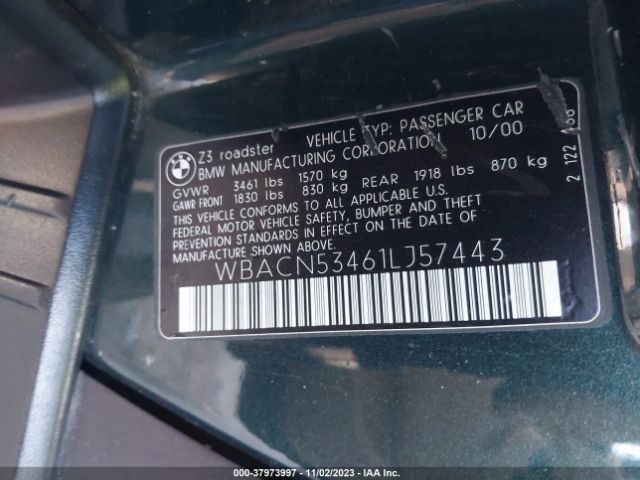 BMW
Z3 roadster VEHICLE TYP: PASSENGER CAR
BMW MANUFACTURING CORPORATION 10/00
GVWR 3461 lbs 1570 kg
GAWR FRONT 1830 lbs 830 kg REAR 1918 lbs 870 kg
THIS VEHICLE CONFORMS TO ALL APPLICABLE U.S.
FEDERAL MOTOR VEHICLE SAFETY, BUMPER AND THEFT
PREVENTION STANDARDS IN EFFECT ON THE DATE OF
MANUFACTURE SHOWN ABOVE.
WBACN53461LJ57443
2 122
000-37973997 - 11/02/2023 - IAA Inc.